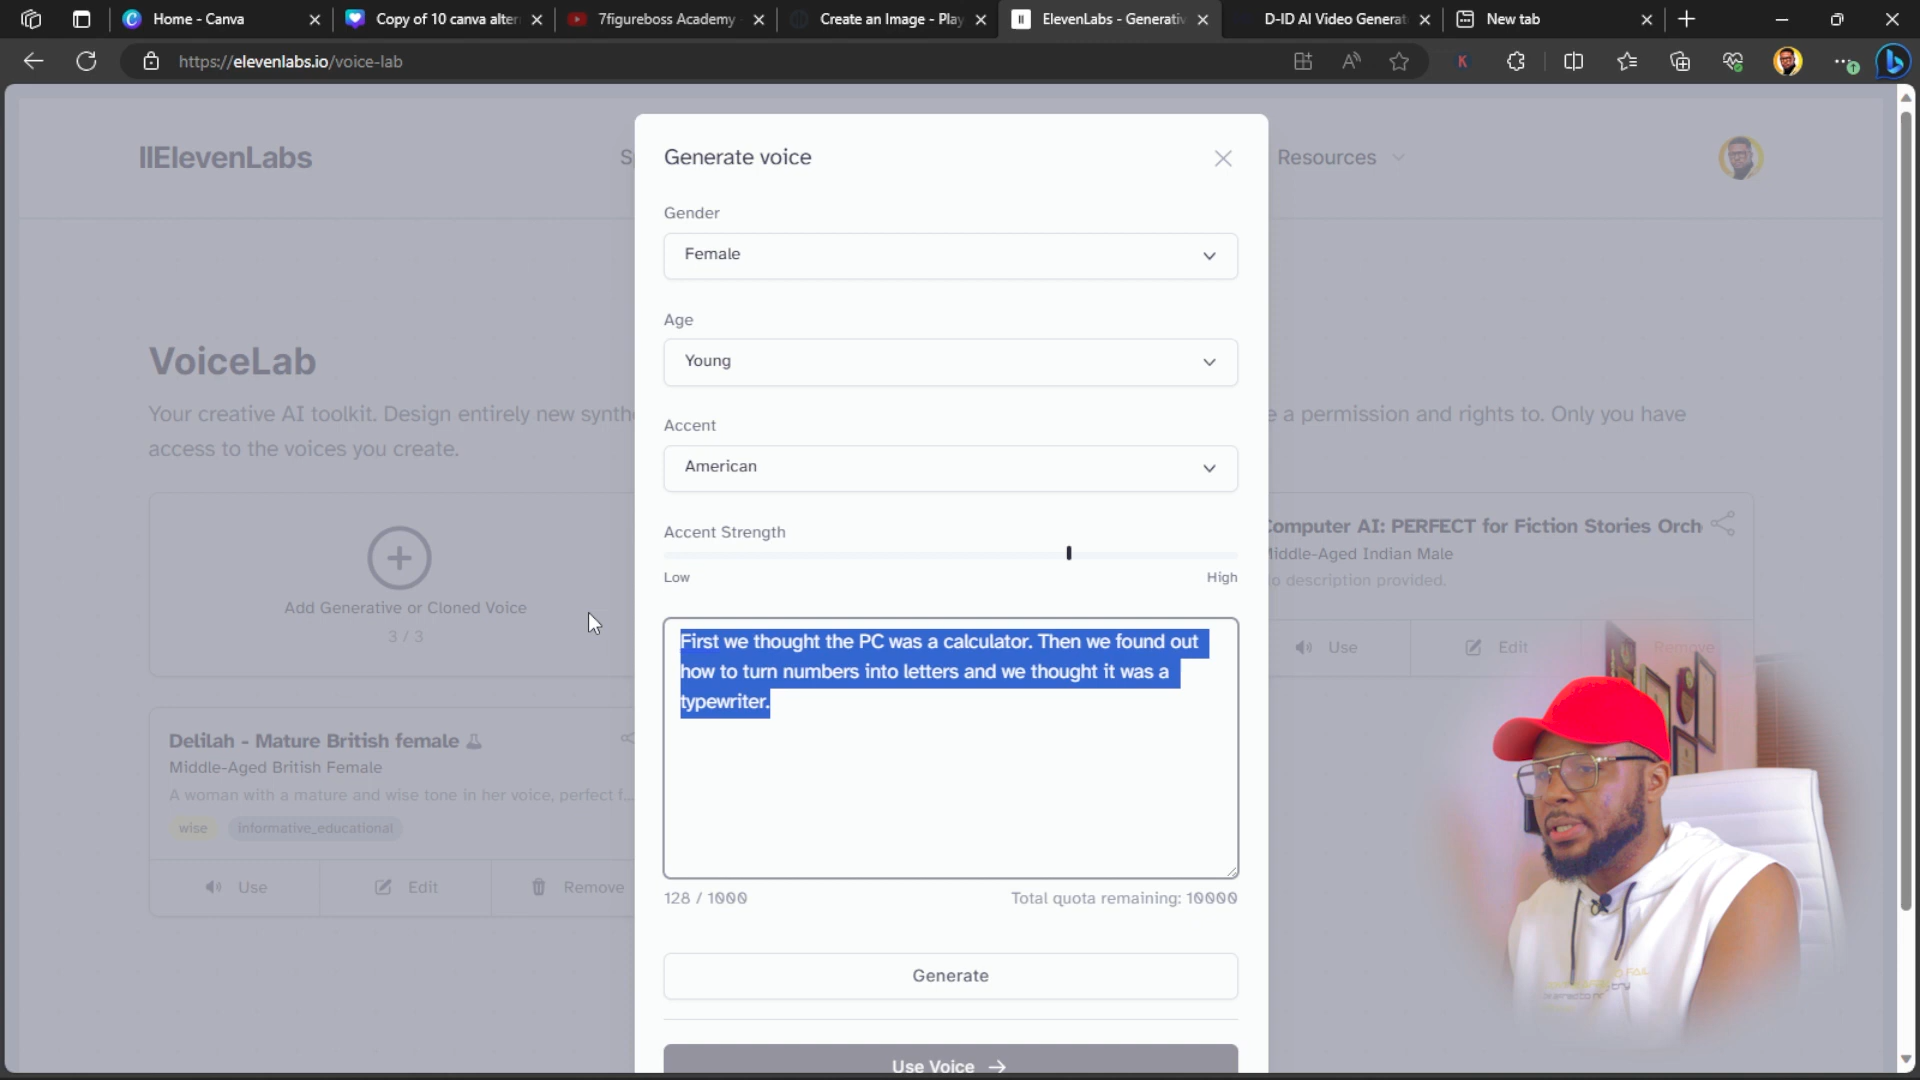 Home - Canva
Copy of 10 canva alter
7figureboss Academy
Create an Image - Play
ElevenLabs - Generativ
D-ID AI Video Generat
New tab
https://elevenlabs.io/voice-lab
IIElevenLabs
S
Resources
Generate voice
Gender
Female
Age
Young
Accent
American
Accent Strength
Low
High
First we thought the PC was a calculator. Then we found out
how to turn numbers into letters and we thought it was a
typewriter.
128 / 1000
Total quota remaining: 10000
Generate
Use Voice
VoiceLab
Your creative AI toolkit. Design entirely new synthe
e a permission and rights to. Only you have
access to the voices you create.
Add Generative or Cloned Voice
3 / 3
Computer AI: PERFECT for Fiction Stories Orch
Middle-Aged Indian Male
o description provided.
Use
Edit
Remove
Delilah - Mature British female
Middle-Aged British Female
A woman with a mature and wise tone in her voice, perfect f...
wise
informative_educational
Use
Edit
Remove